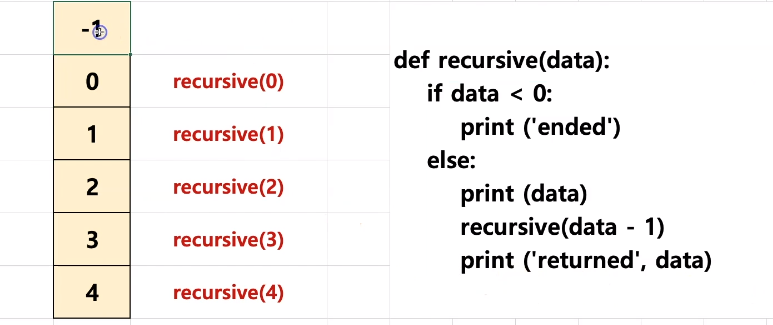 -1
0 recursive(0)
1 recursive(1)
2 recursive(2)
3 recursive(3)
4 recursive(4)
def recursive(data):
if data < 0:
print ('ended')
else:
print (data)
recursive(data - 1)
print ('returned', data)